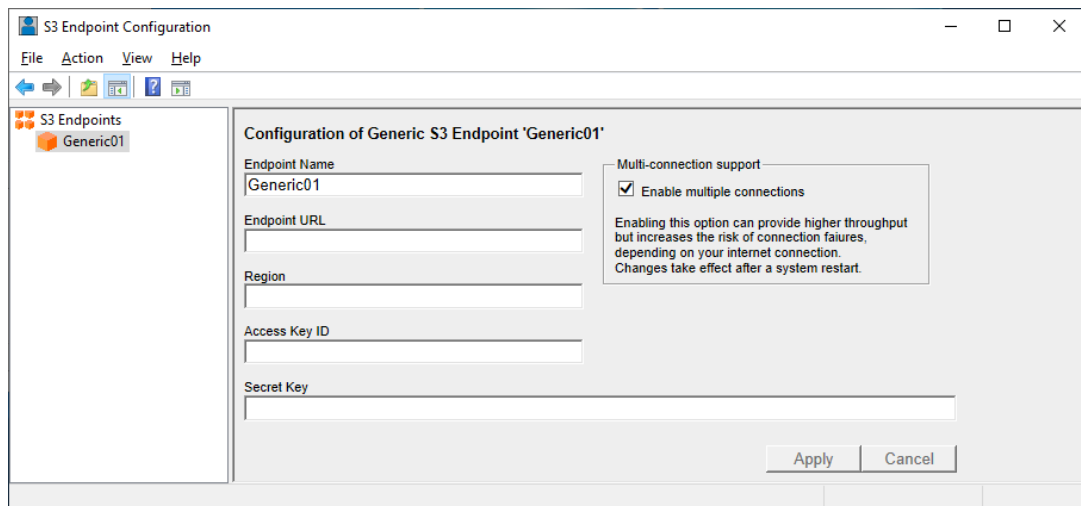 S3 Endpoint Configuration
File Action View Help
S3 Endpoints
Generic01
Configuration of Generic S3 Endpoint 'Generic01'
Endpoint Name
Generic01
Endpoint URL
Region
Access Key ID
Secret Key
Multi-connection support
Enable multiple connections
Enabling this option can provide higher throughput
but increases the risk of connection faiures,
depending on your internet connection.
Changes take effect after a system restart.
Apply Cancel